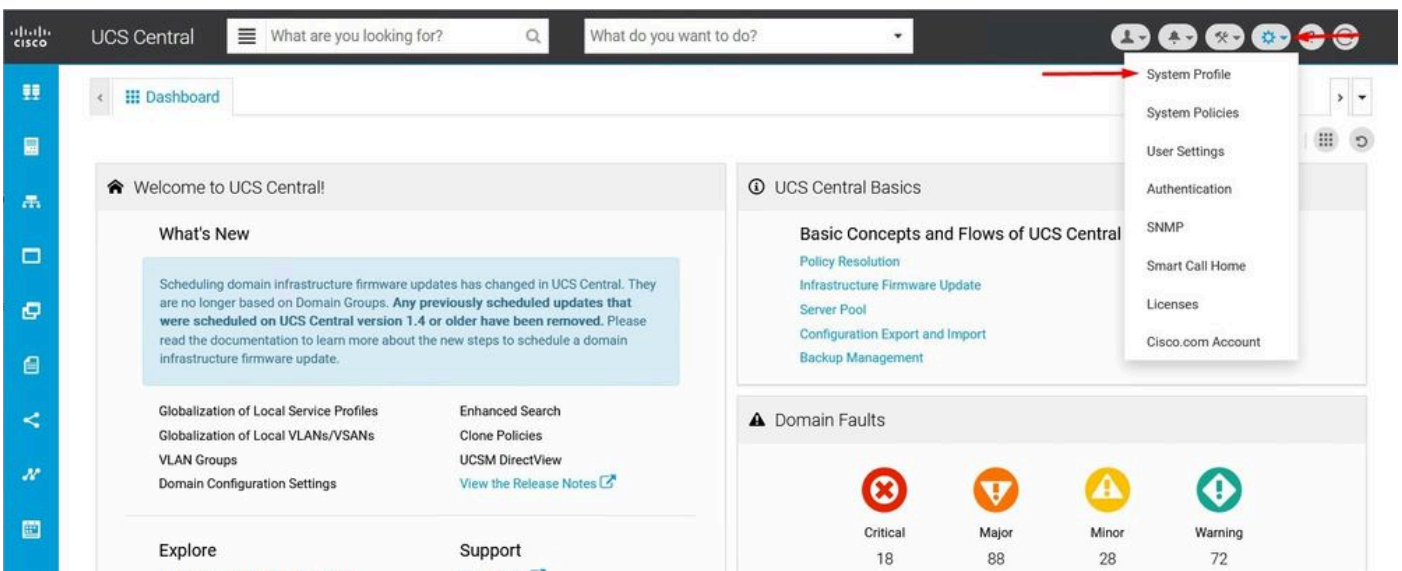 CISCO
UCS Central
What are you looking for?
What do you want to do?
System Profile
System Policies
User Settings
Authentication
SNMP
Smart Call Home
Licenses
Cisco.com Account
Dashboard
Welcome to UCS Central!
What's New
Scheduling domain infrastructure firmware updates has changed in UCS Central. They
are no longer based on Domain Groups. Any previously scheduled updates that
were scheduled on UCS Central version 1.4 or older have been removed. Please
read the documentation to learn more about the new steps to schedule a domain
infrastructure firmware update.
Globalization of Local Service Profiles
Globalization of Local VLANs/VSANs
VLAN Groups
Domain Configuration Settings
Enhanced Search
Clone Policies
UCSM DirectView
View the Release Notes
Explore
Support
UCS Central Basics
Basic Concepts and Flows of UCS Central
Policy Resolution
Infrastructure Firmware Update
Server Pool
Configuration Export and Import
Backup Management
Domain Faults
Critical
18
Major
88
Minor
28
Warning
72